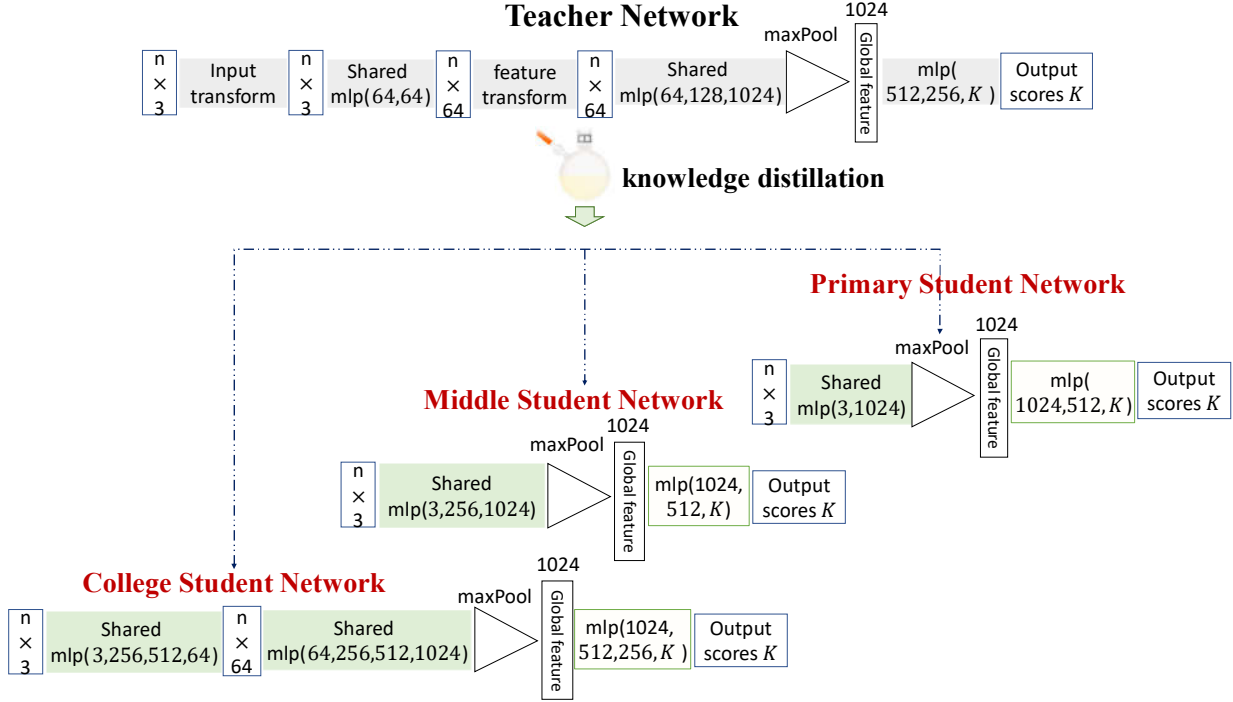 Teacher Network
n
×
3
Input
transform
n
×
3
Shared
mlp(64,64)
n
×
64
feature
transform
n
×
64
Shared
mlp(64,128,1024)
maxPool
1024
Global feature
mlp(
512,256,K)
Output
scores K
knowledge distillation
Primary Student Network
n
×
3
Shared
mlp(3,1024)
maxPool
1024
Global feature
mlp(
1024,512,K)
Output
scores K
Middle Student Network
n
×
3
Shared
mlp(3,256,1024)
maxPool
1024
Global feature
mlp(1024,
512,K)
Output
scores K
College Student Network
n
×
3
Shared
mlp(3,256,512,64)
n
×
64
Shared
mlp(64,256,512,1024)
maxPool
1024
Global feature
mlp(1024,
512,256,K)
Output
scores K